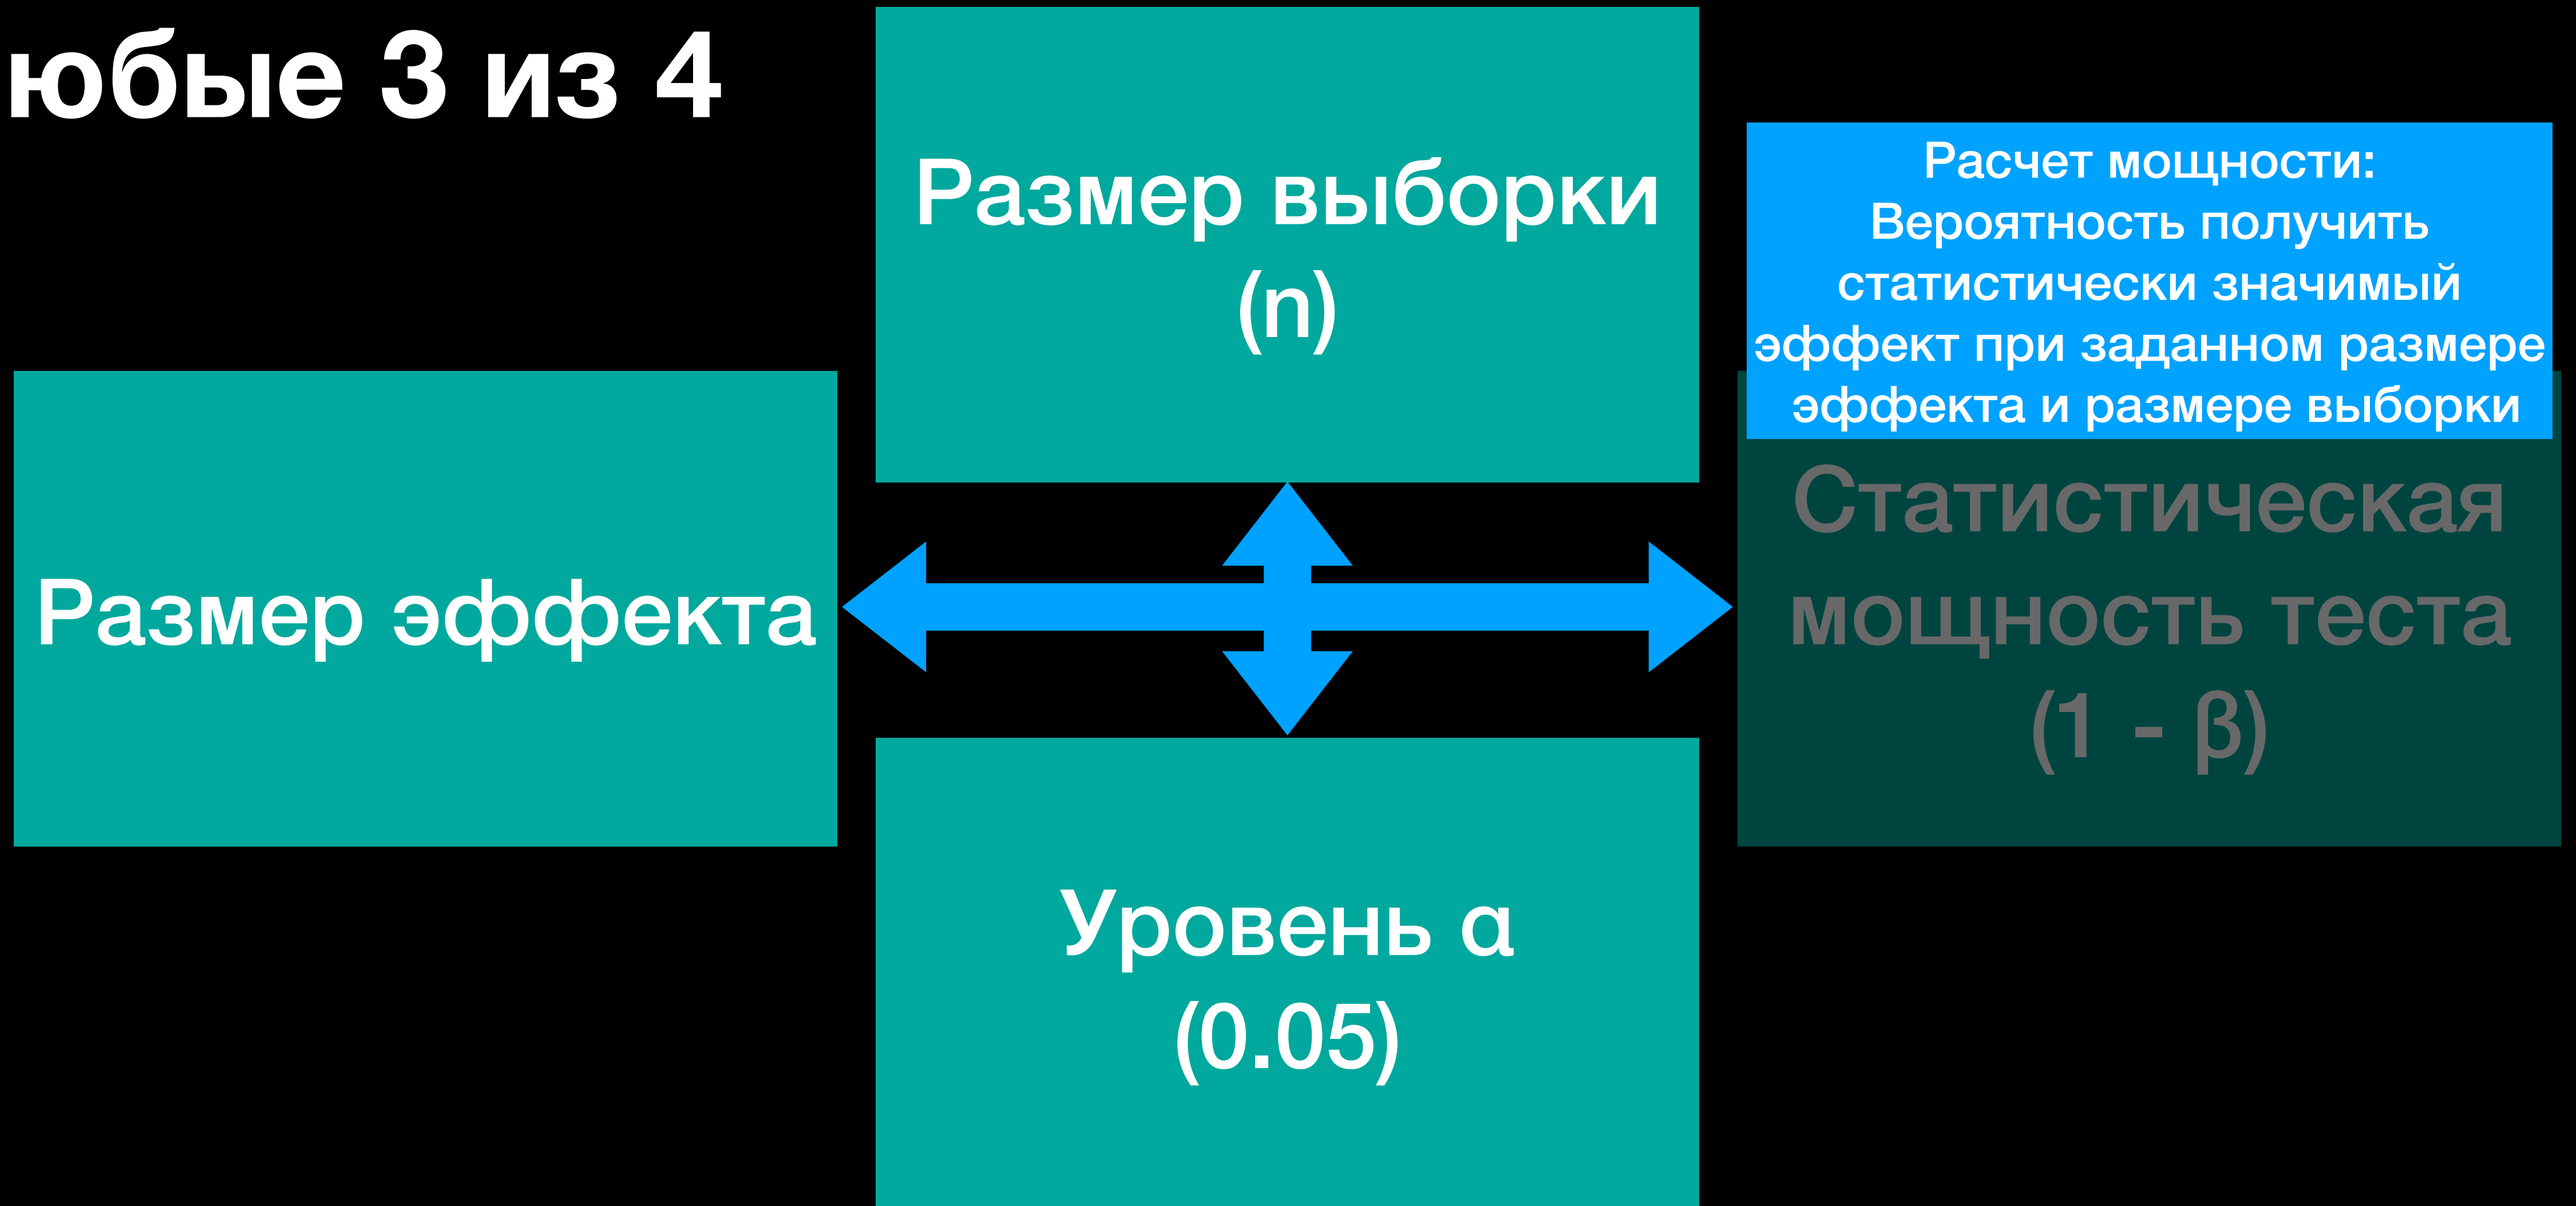 юбые 3 из 4
Размер выборки
(n)
Расчет мощности:
Вероятность получить
статистически значимый
эффект при заданном размере
эффекта и размере выборки
Размер эффекта
Статистическая
мощность теста
(1 - β)
Уровень α
(0.05)